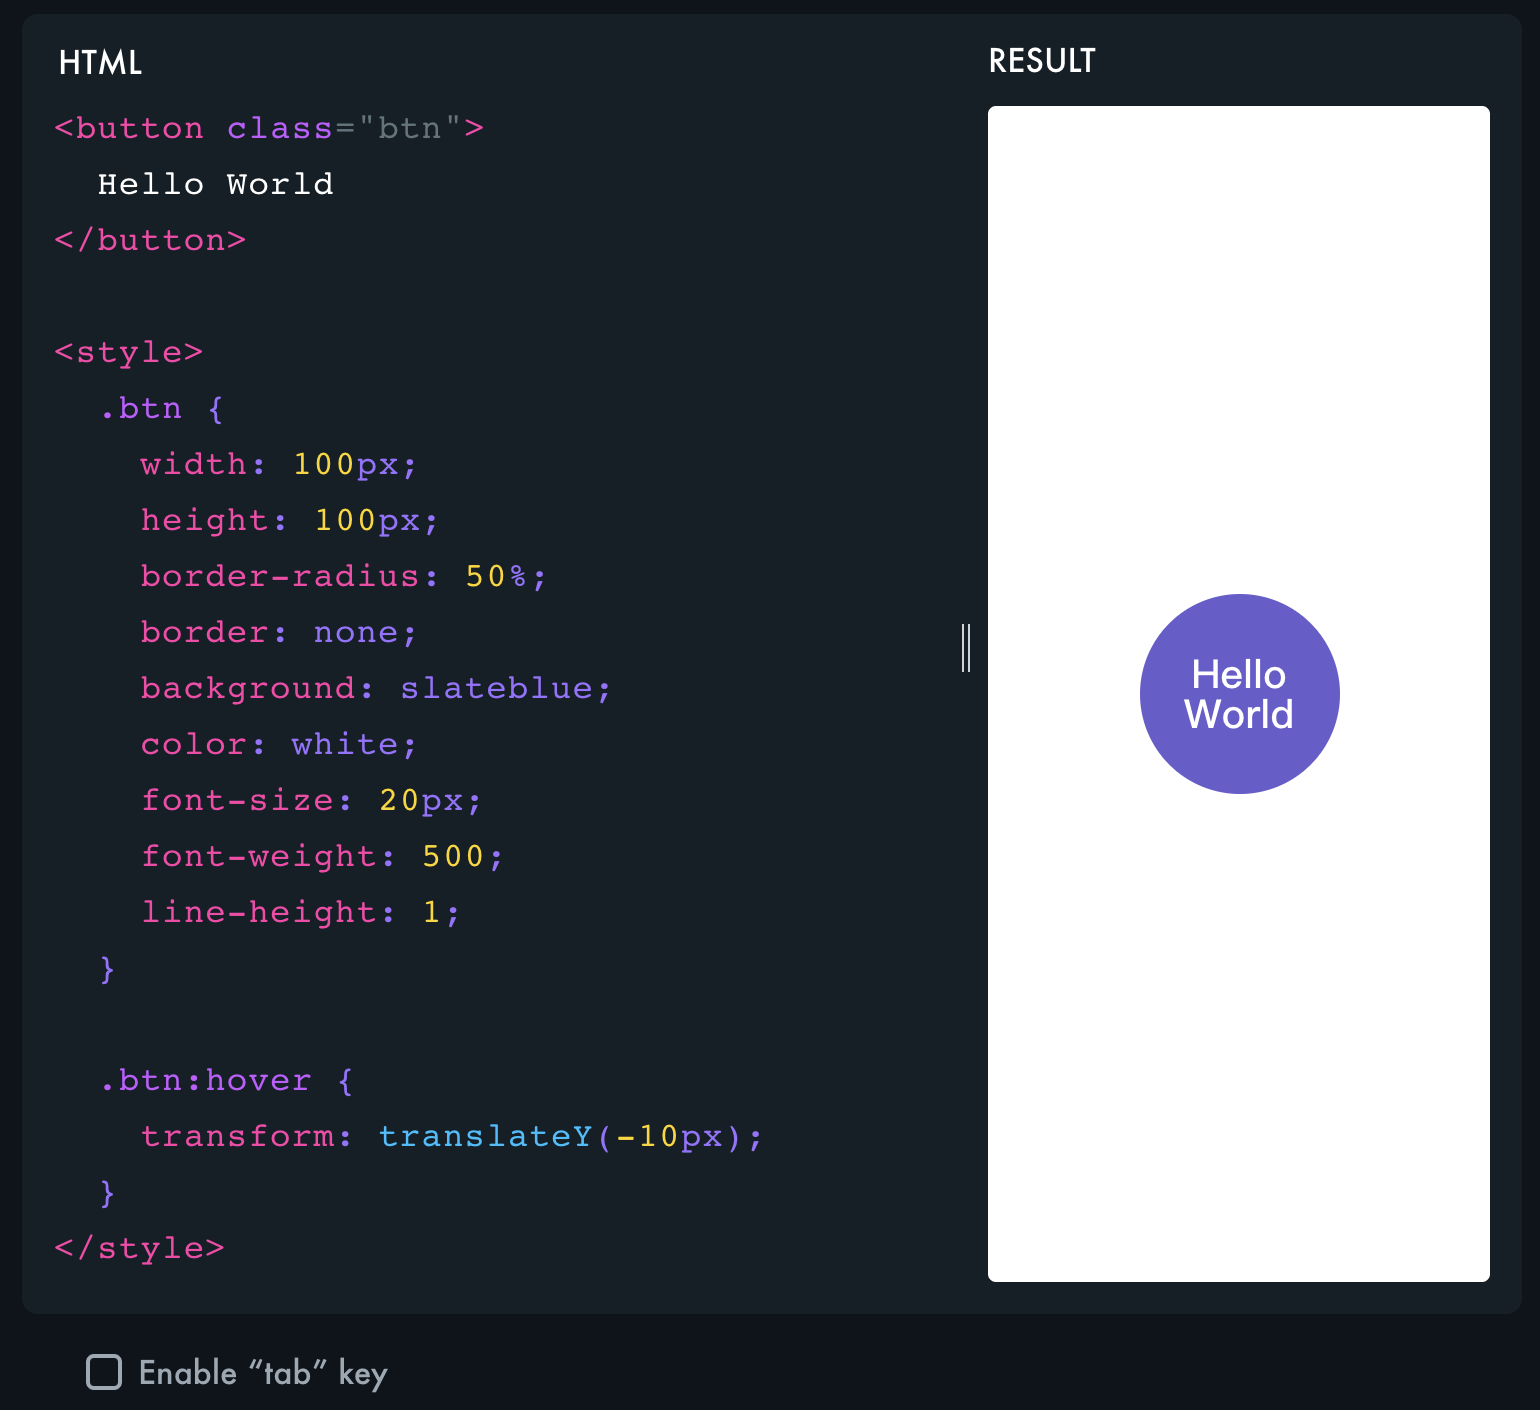 HTML
<button class="btn">
  Hello World
</button>
<style>
  .btn {
    width: 100px;
    height: 100px;
    border-radius: 50%;
    border: none;
    background: slateblue;
    color: white;
    font-size: 20px;
    font-weight: 500;
    line-height: 1;
  }
  .btn:hover {
    transform: translateY(-10px);
  }
</style>
RESULT
Hello
World
Enable “tab” key